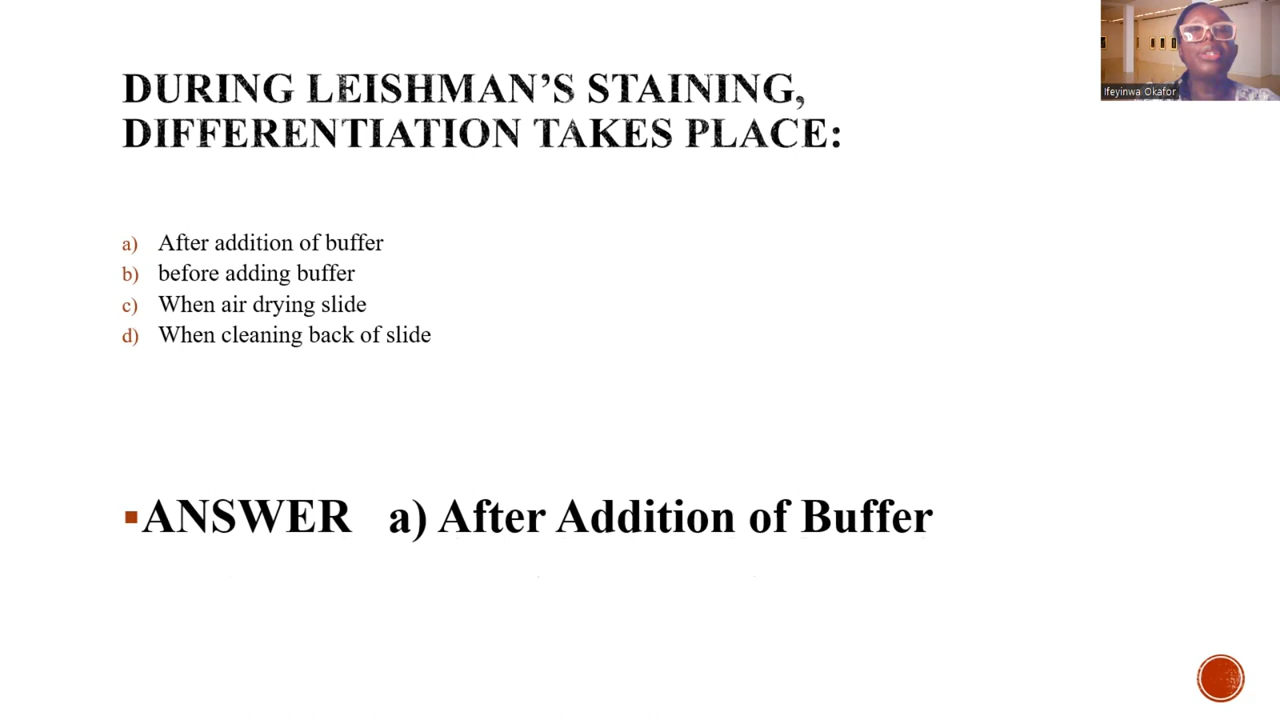 DURING LEISHMAN'S STAINING,
DIFFERENTIATION TAKES PLACE:
Ifeyinwa Okafor
a) After addition of buffer
b) before adding buffer
c) When air drying slide
d) When cleaning back of slide
▪ANSWER a) After Addition of Buffer